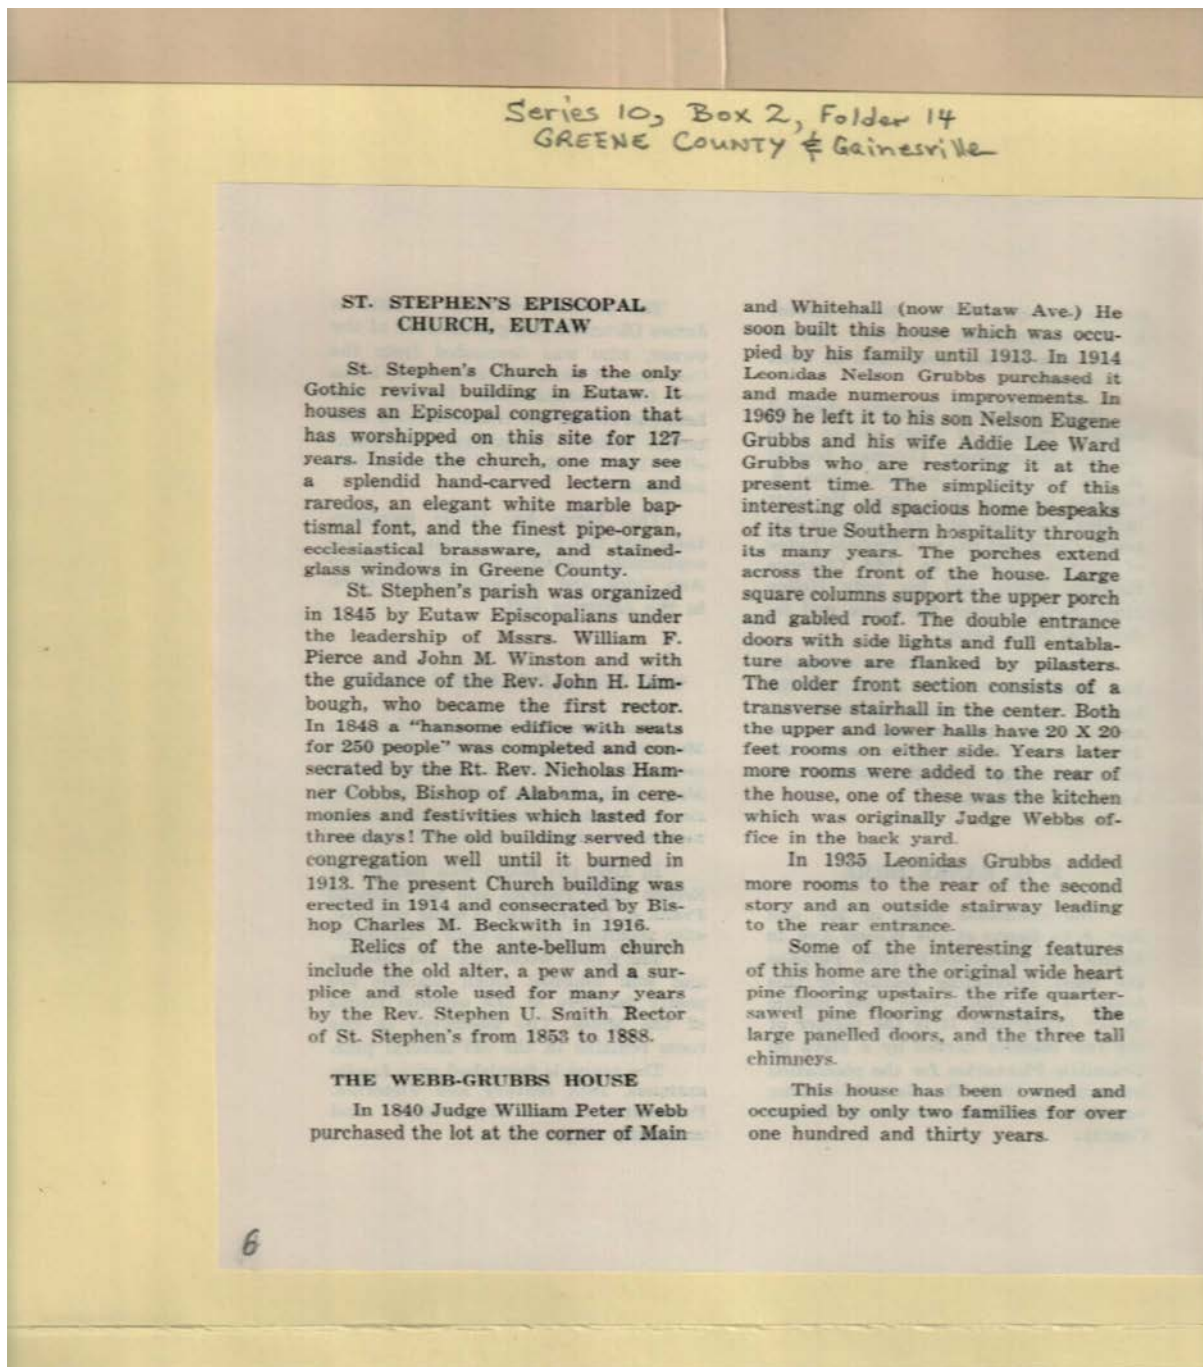 Series 10, Box 2, Folder 14
GREENE COUNTY & Gainesville
ST. STEPHEN'S EPISCOPAL
CHURCH, EUTAW
St. Stephen's Church is the only
Gothic revival building in Eutaw. It
houses an Episcopal congregation that
has worshipped on this site for 127
years. Inside the church, one may see
a splendid hand-carved lectern and
raredos, an elegant white marble bap-
tismal font, and the finest pipe-organ,
ecclesiastical brassware, and stained-
glass windows in Greene County.
St. Stephen's parish was organized
in 1845 by Eutaw Episcopalians under
the leadership of Mssrs. William F.
Pierce and John M. Winston and with
the guidance of the Rev. John H. Lim-
bough, who became the first rector.
In 1848 a "hansome edifice with seats
for 250 people" was completed and con-
secrated by the Rt. Rev. Nicholas Ham-
ner Cobbs, Bishop of Alabama, in cere-
monies and festivities which lasted for
three days! The old building served the
congregation well until it burned in
1913. The present Church building was
erected in 1914 and consecrated by Bis-
hop Charles M. Beckwith in 1916.
Relics of the ante-bellum church
include the old alter, a pew and a sur-
plice and stole used for many years
by the Rev. Stephen U. Smith Rector
of St. Stephen's from 1853 to 1888.
THE WEBB-GRUBBS HOUSE
In 1840 Judge William Peter Webb
purchased the lot at the corner of Main
and Whitehall (now Eutaw Ave.) He
soon built this house which was occu-
pied by his family until 1913. In 1914
Leonidas Nelson Grubbs purchased it
and made numerous improvements. In
1969 he left it to his son Nelson Eugene
Grubbs and his wife Addie Lee Ward
Grubbs who are restoring it at the
present time. The simplicity of this
interesting old spacious home bespeaks
of its true Southern hospitality through
its many years. The porches extend
across the front of the house. Large
square columns support the upper porch
and gabled roof. The double entrance
doors with side lights and full entabla-
ture above are flanked by pilasters.
The older front section consists of a
transverse stairhall in the center. Both
the upper and lower halls have 20 X 20
feet rooms on either side. Years later
more rooms were added to the rear of
the house, one of these was the kitchen
which was originally Judge Webbs of-
fice in the back yard.
In 1935 Leonidas Grubbs added
more rooms to the rear of the second
story and an outside stairway leading
to the rear entrance.
Some of the interesting features
of this home are the original wide heart
pine flooring upstairs. the rife quarter-
sawed pine flooring downstairs, the
large panelled doors, and the three tall
chimneys.
This house has been owned and
occupied by only two families for over
one hundred and thirty years.
6